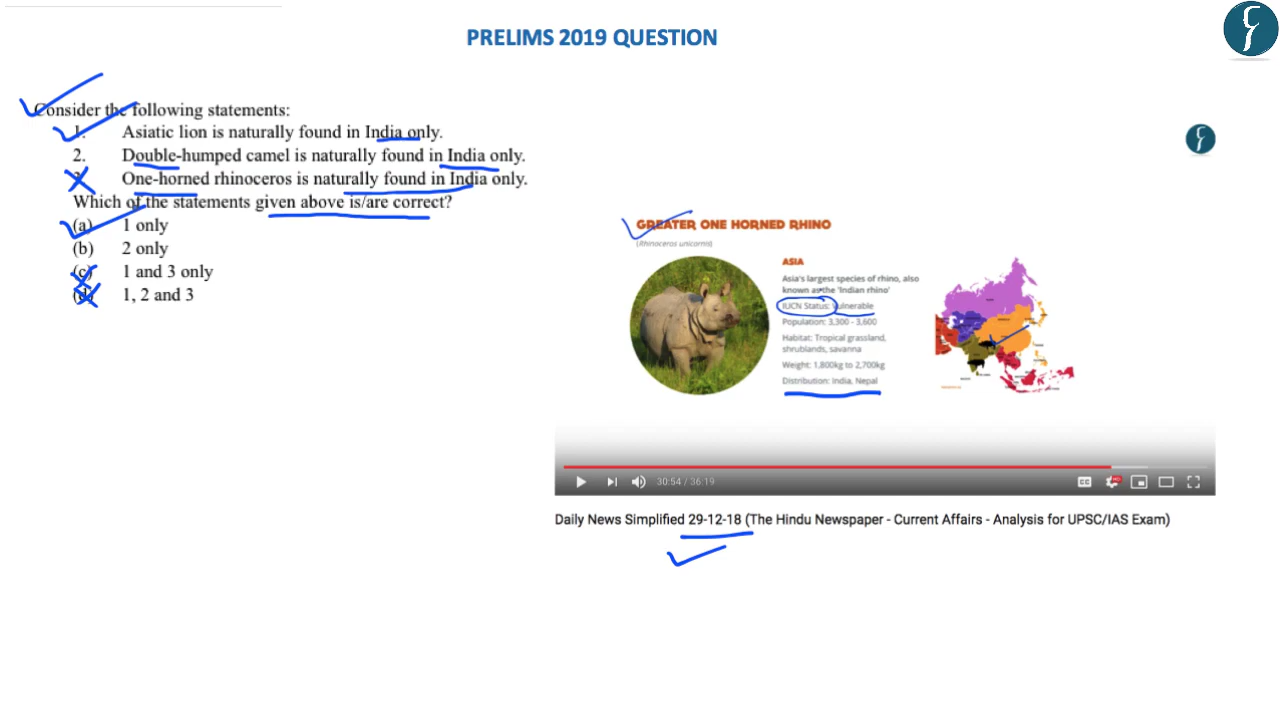 PRELIMS 2019 QUESTION
Consider the following statements:
1. Asiatic lion is naturally found in India only.
2. Double-humped camel is naturally found in India only.
3. One-horned rhinoceros is naturally found in India only.
Which of the statements given above is/are correct?
(a) 1 only
(b) 2 only
(c) 1 and 3 only
(d) 1, 2 and 3
GREATER ONE HORNED RHINO
(Rhinoceros unicornis)
ASIA
Asia's largest species of rhino, also
known as the 'Indian rhino'
IUCN Status: Vulnerable
Population: 3,300 - 3,600
Habitat: Tropical grassland,
shrublands, savanna
Weight: 1,800kg to 2,700kg
Distribution: India, Nepal
30:54 / 36:19
CC
HD
Daily News Simplified 29-12-18 (The Hindu Newspaper - Current Affairs - Analysis for UPSC/IAS Exam)